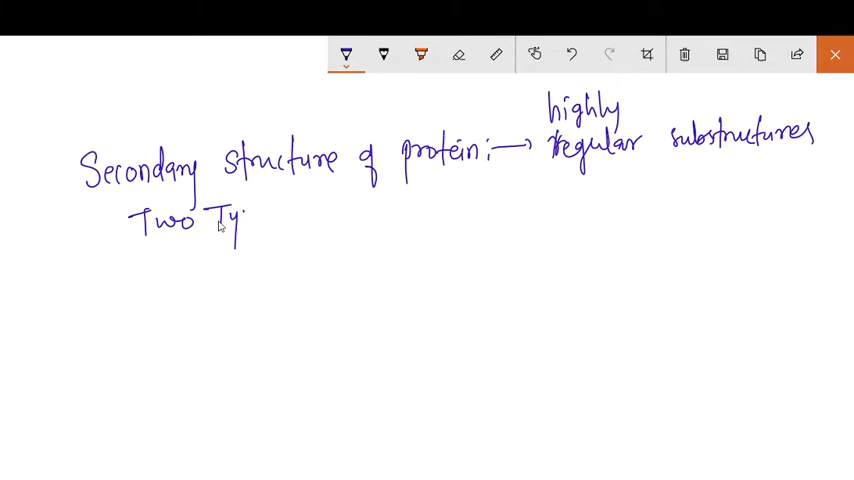 highly
Secondary structure of protein :→ regular substructures
Two Ty